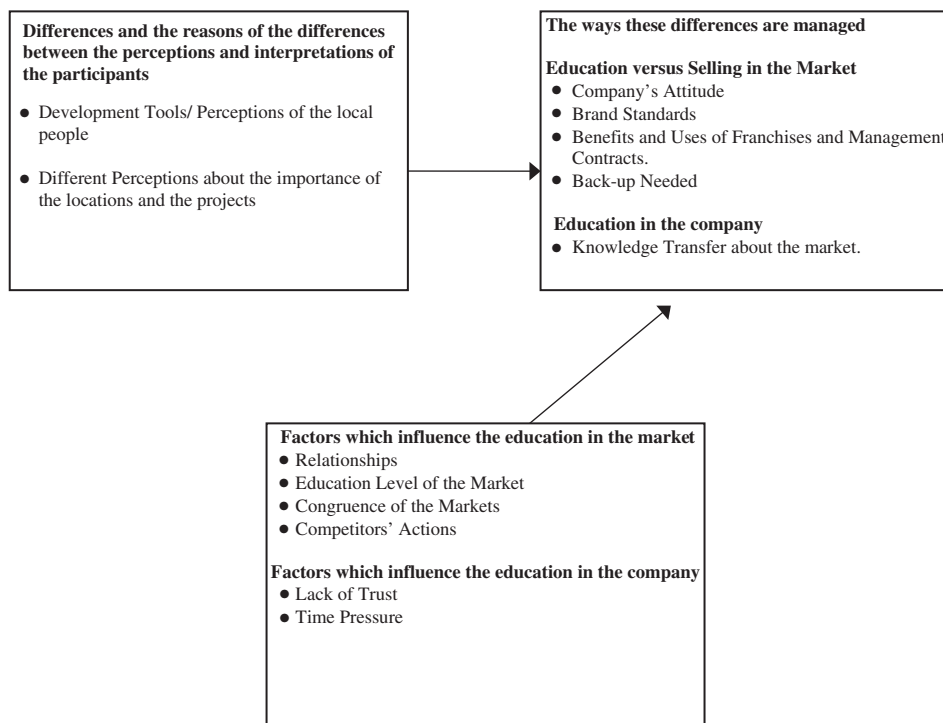 Differences and the reasons of the differences
between the perceptions and interpretations of
the participants
● Development Tools/ Perceptions of the local
people
● Different Perceptions about the importance of
the locations and the projects
The ways these differences are managed
Education versus Selling in the Market
● Company’s Attitude
● Brand Standards
● Benefits and Uses of Franchises and Management
Contracts.
● Back-up Needed
Education in the company
● Knowledge Transfer about the market.
Factors which influence the education in the market
● Relationships
● Education Level of the Market
● Congruence of the Markets
● Competitors’ Actions
Factors which influence the education in the company
● Lack of Trust
● Time Pressure